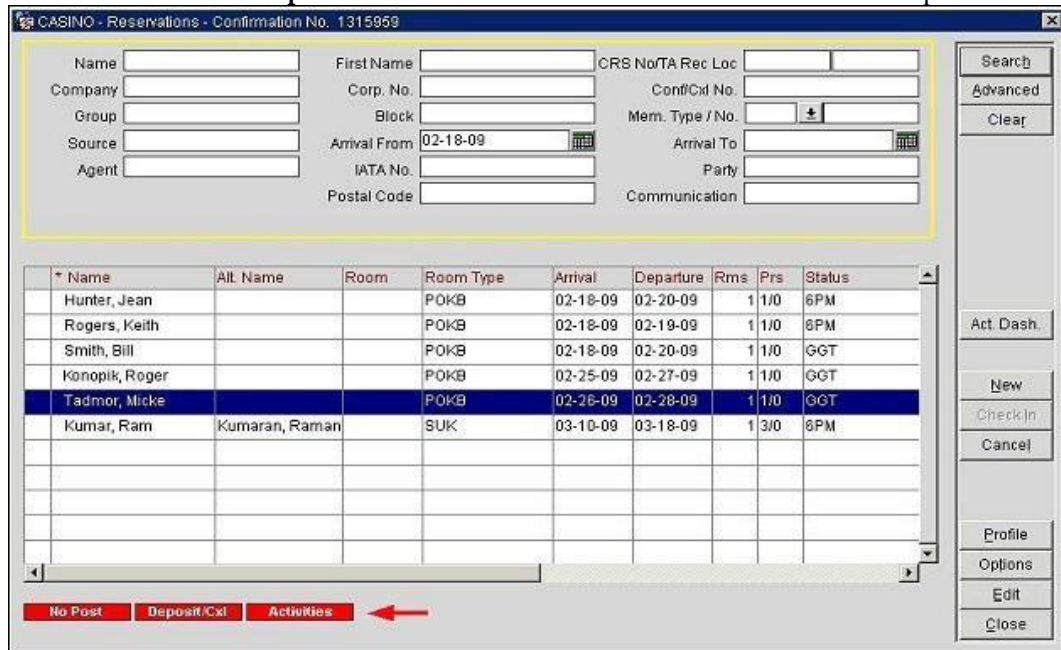 CASINO - Reservations - Confirmation No. 1315959
Name First Name CRS No/TA Rec Loc Search
Company Corp. No. Conf/Cxl No. Advanced
Group Block Mem. Type / No. Clear
Source Arrival From 02-18-09 Arrival To
Agent IATA No. Party
Postal Code Communication
* Name Alt. Name Room Room Type Arrival Departure Rms Prs Status
Hunter, Jean POKB 02-18-09 02-20-09 1 1/0 6PM
Rogers, Keith POKB 02-18-09 02-19-09 1 1/0 6PM Act. Dash.
Smith, Bill POKB 02-18-09 02-20-09 1 1/0 GGT
Konopik, Roger POKB 02-25-09 02-27-09 1 1/0 GGT New
Tadmor, Micke POKB 02-26-09 02-28-09 1 1/0 GGT
Check In
Kumar, Ram Kumaran, Raman SUK 03-10-09 03-18-09 1 3/0 6PM
Cancel
Profile
Options
No Post Deposit/Cxl Activities Edit
Close